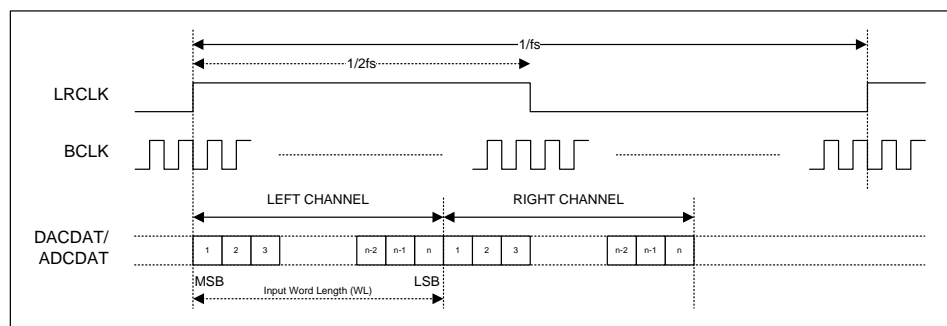 1/fs
1/2fs
LRCLK
BCLK
LEFT CHANNEL RIGHT CHANNEL
DACDAT/
ADCDAT
1 2 3 n-2 n-1 n 1 2 3 n-2 n-1 n
MSB LSB
Input Word Length (WL)